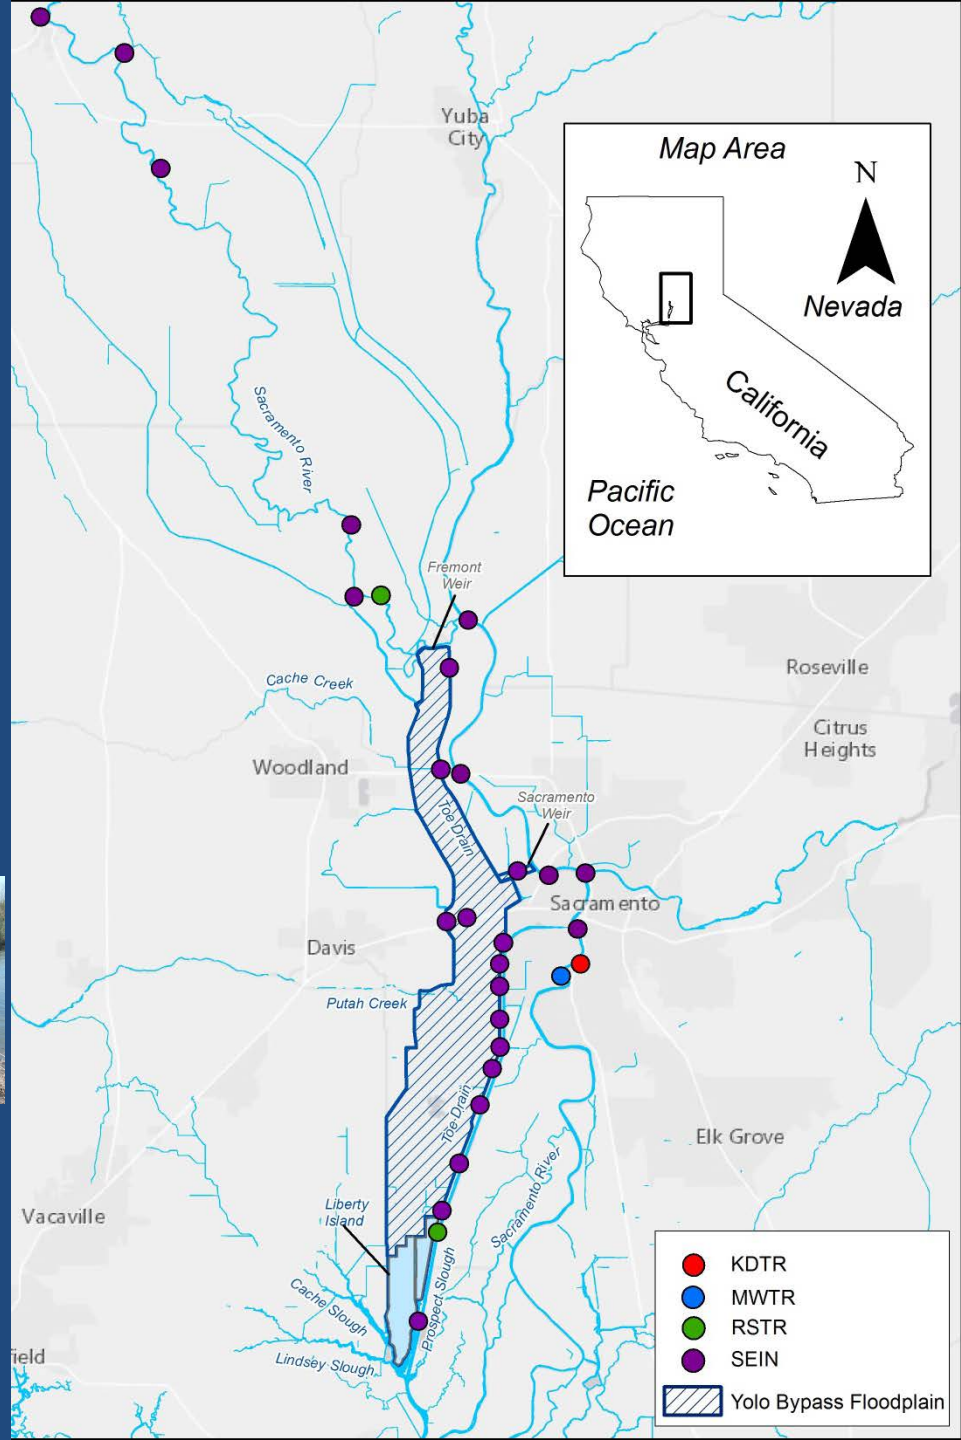 Yuba
City
Map Area
N
Nevada
California
Pacific
Ocean
Sacramento River
Fremont
Weir
Cache Creek
Roseville
Citrus
Heights
Woodland
Toe Drain
Sacramento
Weir
Sacramento
Davis
Putah Creek
Toe Drain
Elk Grove
Sacramento River
Vacaville
Liberty
Island
Prospect Slough
Cache Slough
Lindsey Slough
field
KDTR
MWTR
RSTR
SEIN
Yolo Bypass Floodplain